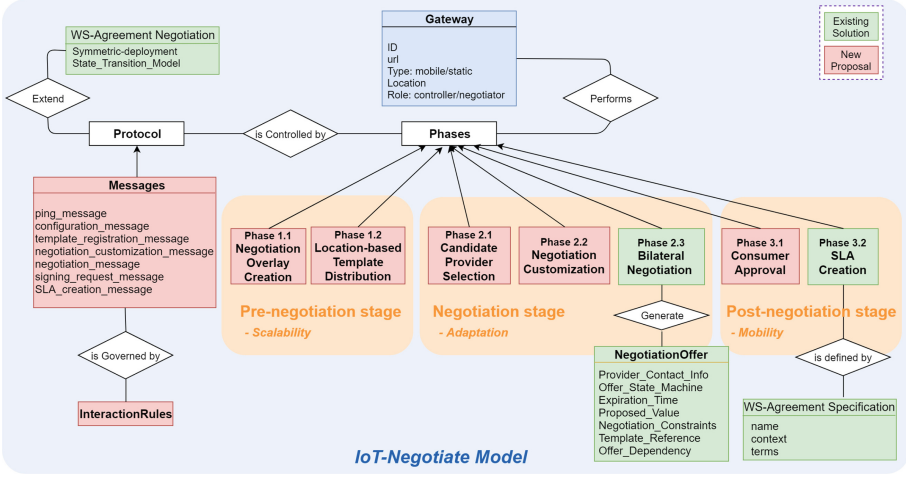 WS-Agreement Negotiation
Symmetric-deployment
State_Transition_Model
Gateway
ID
url
Type: mobile/static
Location
Role: controller/negotiator
Existing
Solution
New
Proposal
Extend
Performs
Protocol
is Controlled by
Phases
Messages
ping_message
configuration_message
template_registration_message
negotiation_customization_message
negotiation_message
signing_request_message
SLA_creation_message
Phase 1.1
Negotiation
Overlay
Creation
Phase 1.2
Location-based
Template
Distribution
Pre-negotiation stage
- Scalability
Phase 2.1
Candidate
Provider
Selection
Phase 2.2
Negotiation
Customization
Phase 2.3
Bilateral
Negotiation
Negotiation stage
- Adaptation
Phase 3.1
Consumer
Approval
Phase 3.2
SLA
Creation
Post-negotiation stage
- Mobility
Generate
is Governed by
is defined by
InteractionRules
NegotiationOffer
Provider_Contact_Info
Offer_State_Machine
Expiration_Time
Proposed_Value
Negotiation_Constraints
Template_Reference
Offer_Dependency
WS-Agreement Specification
name
context
terms
IoT-Negotiate Model